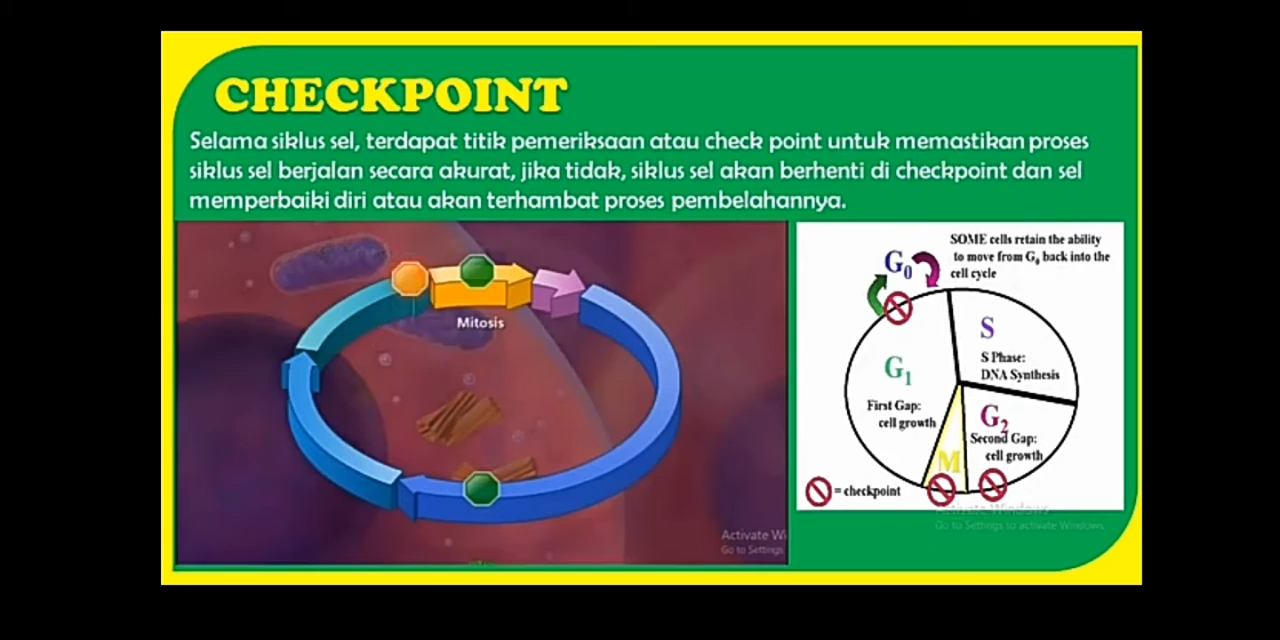 CHECKPOINT
Selama siklus sel, terdapat titik pemeriksaan atau check point untuk memastikan proses
siklus sel berjalan secara akurat, jika tidak, siklus sel akan berhenti di checkpoint dan sel
memperbaiki diri atau akan terhambat proses pembelahannya.
Mitosis
Activate Wi
Go to Settings
SOME cells retain the ability
to move from G₀ back into the
cell cycle
G₀
S
S Phase:
DNA Synthesis
G₁
First Gap:
cell growth
G₂
Second Gap:
cell growth
M
= checkpoint
Activate Windows
Go to Settings to activate Windows.